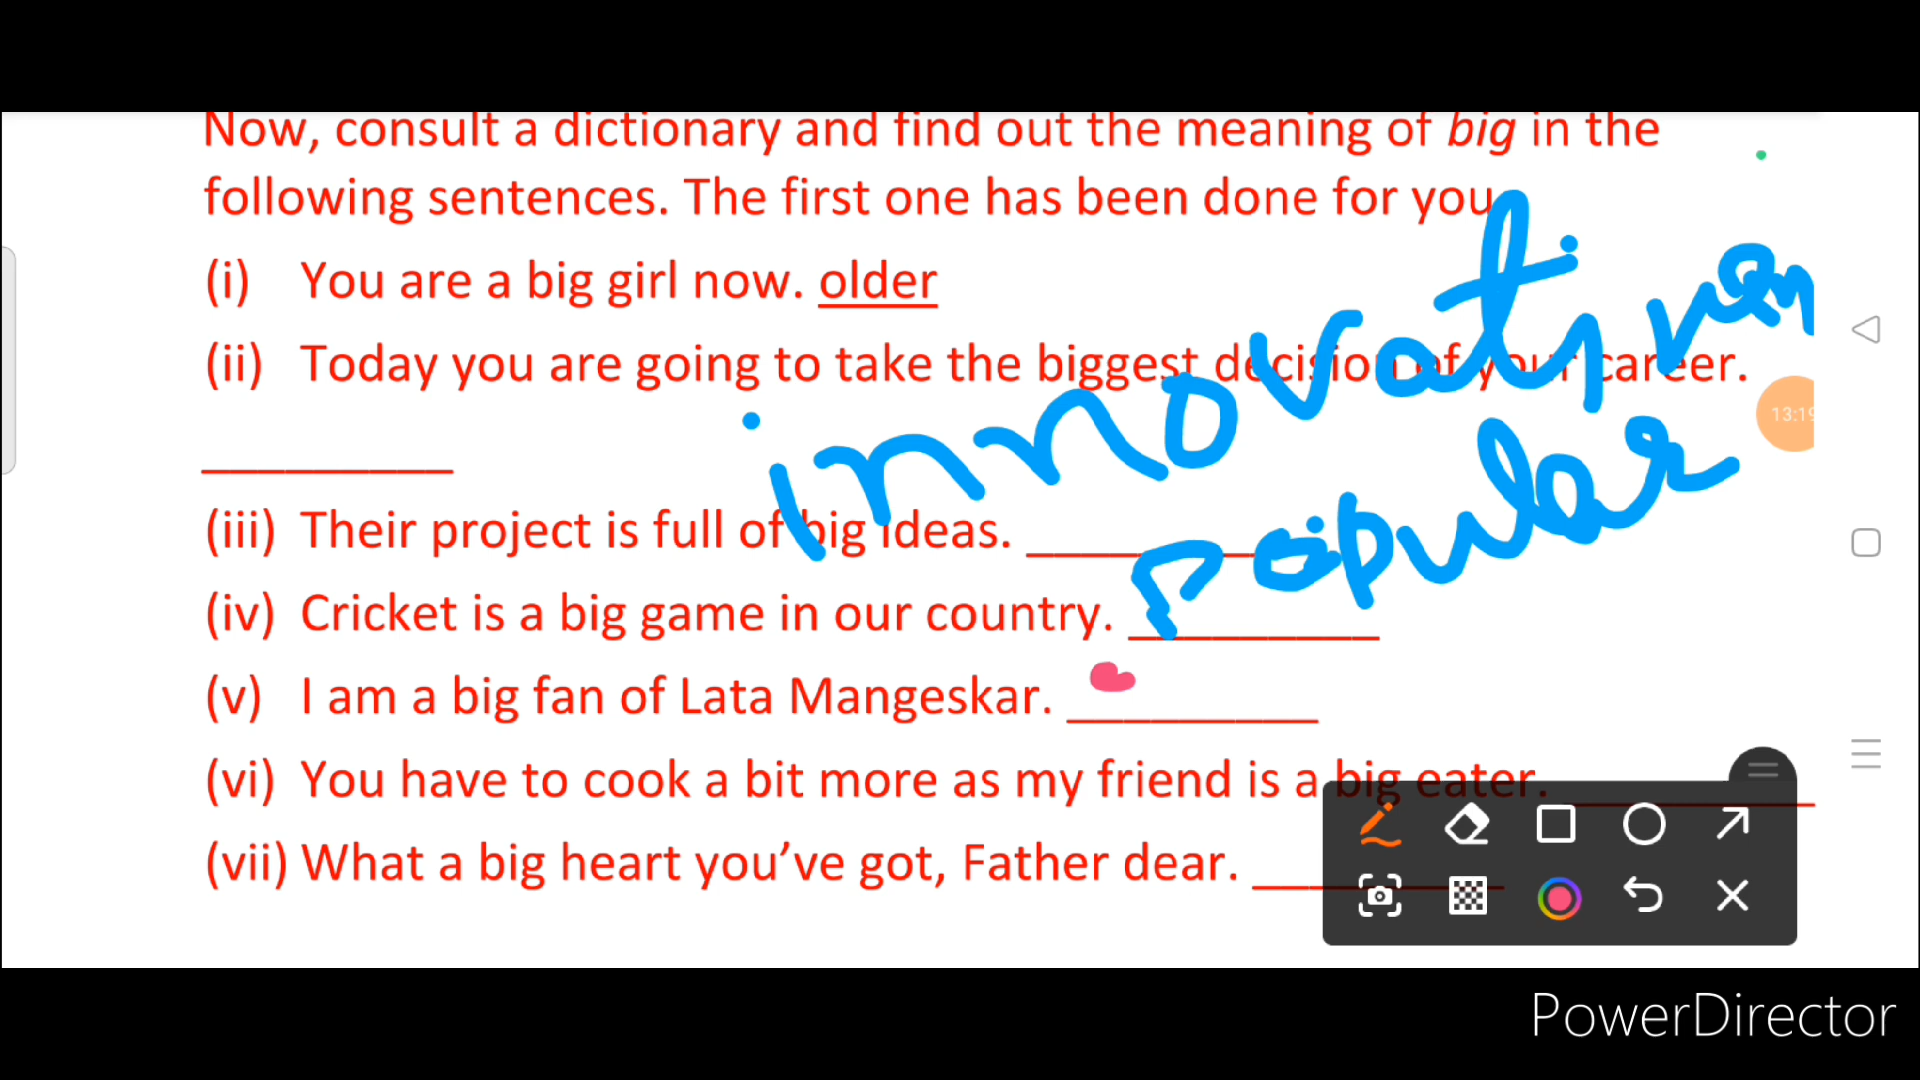 Now, consult a dictionary and find out the meaning of big in the
following sentences. The first one has been done for you
(i) You are a big girl now. older
(ii) Today you are going to take the biggest decision of your career.
innovative
(iii) Their project is full of big ideas.
popular
(iv) Cricket is a big game in our country.
(v) I am a big fan of Lata Mangeskar.
(vi) You have to cook a bit more as my friend is a big eater.
(vii) What a big heart you've got, Father dear.
13:19
PowerDirector